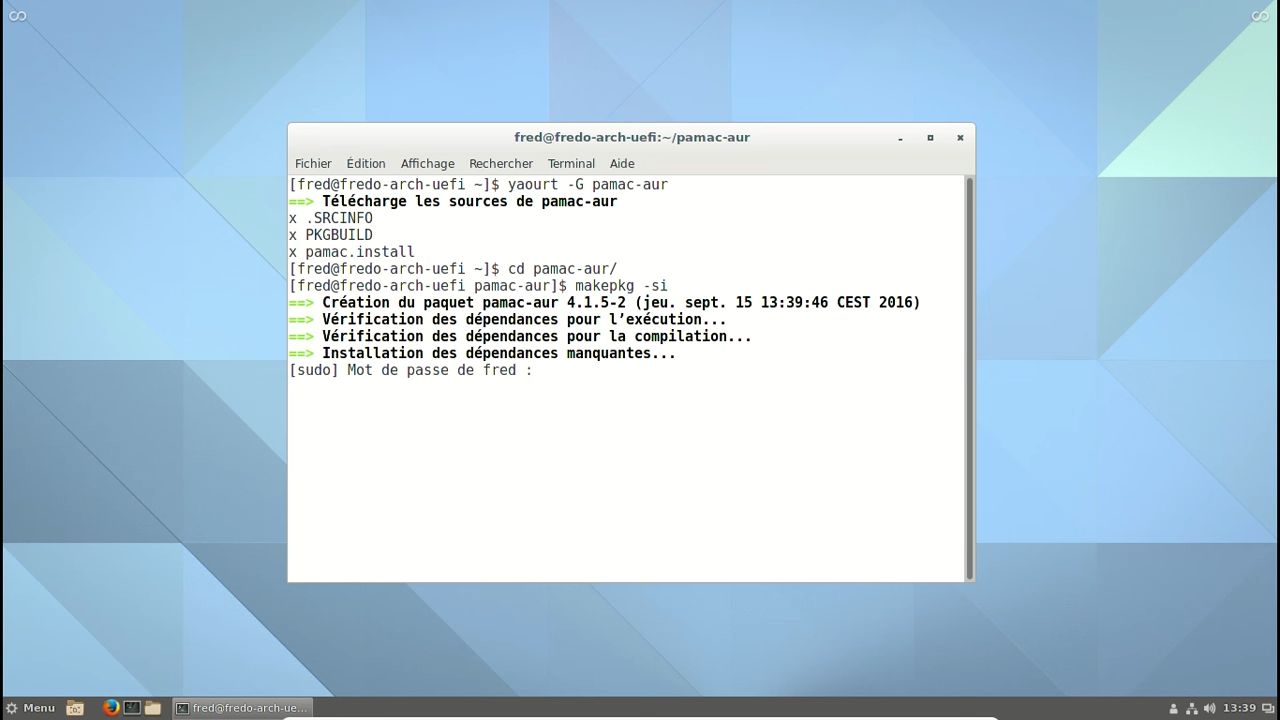 fred@fredo-arch-uefi:~/pamac-aur
Fichier Édition Affichage Rechercher Terminal Aide
[fred@fredo-arch-uefi ~]$ yaourt -G pamac-aur
==> Télécharge les sources de pamac-aur
x .SRCINFO
x PKGBUILD
x pamac.install
[fred@fredo-arch-uefi ~]$ cd pamac-aur/
[fred@fredo-arch-uefi pamac-aur]$ makepkg -si
==> Création du paquet pamac-aur 4.1.5-2 (jeu. sept. 15 13:39:46 CEST 2016)
==> Vérification des dépendances pour l’exécution...
==> Vérification des dépendances pour la compilation...
==> Installation des dépendances manquantes...
[sudo] Mot de passe de fred :
Menu fred@fredo-arch-ue... 13:39